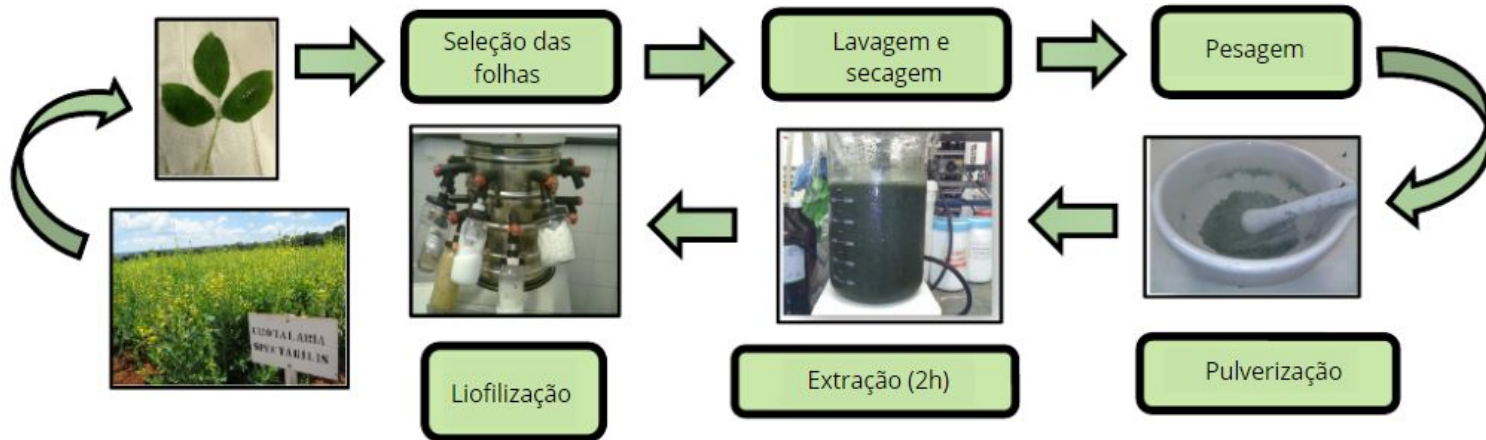 Seleção das
folhas
Lavagem e
secagem
Pesagem
CROTALARIA
SPECTABILIS
Liofilização
Extração (2h)
Pulverização